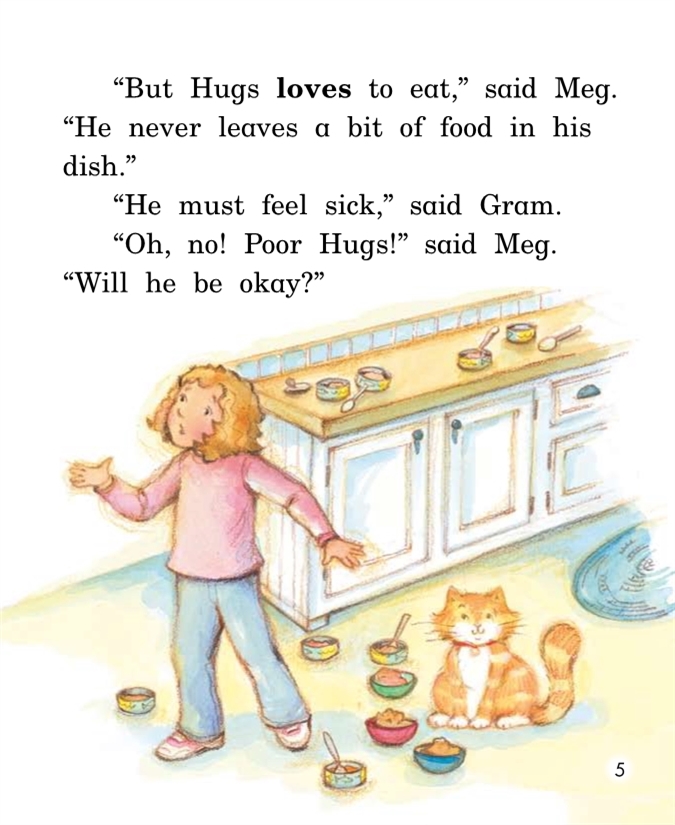 “But Hugs loves to eat,” said Meg.
“He never leaves a bit of food in his
dish.”
“He must feel sick,” said Gram.
“Oh, no! Poor Hugs!” said Meg.
“Will he be okay?”
5